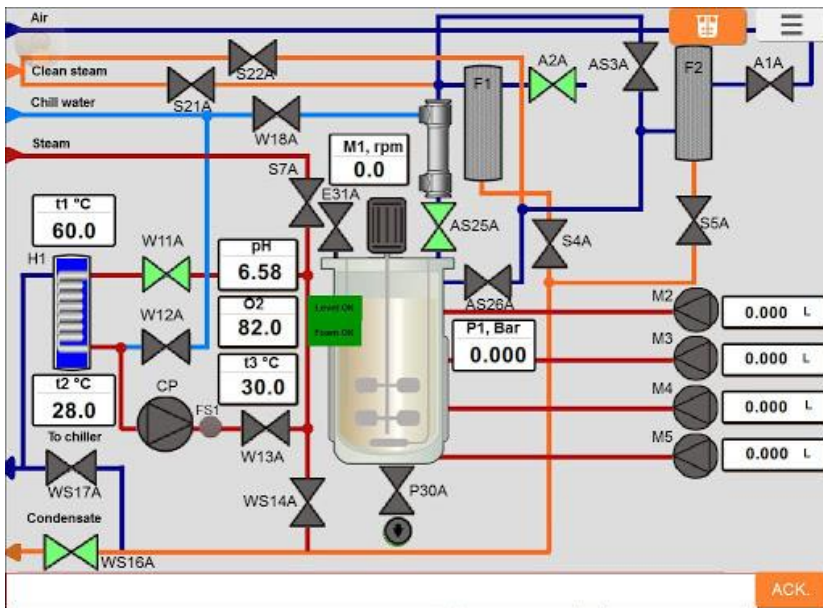 Air
F1
A2A
AS3A
F2
A1A
S22A
Clean steam
S21A
Chill water
W18A
Steam
M1, rpm
0.0
S7A
E31A
t1 °C
60.0
AS25A
S4A
S5A
H1
W11A
pH
6.58
AS26A
M2
0.000 L
Level OK
O2
82.0
W12A
Foam OK
P1, Bar
0.000
M3
0.000 L
t2 °C
28.0
CP
t3 °C
30.0
FS1
M4
0.000 L
To chiller
W13A
M5
0.000 L
WS17A
WS14A
P30A
Condensate
WS16A
ACK.